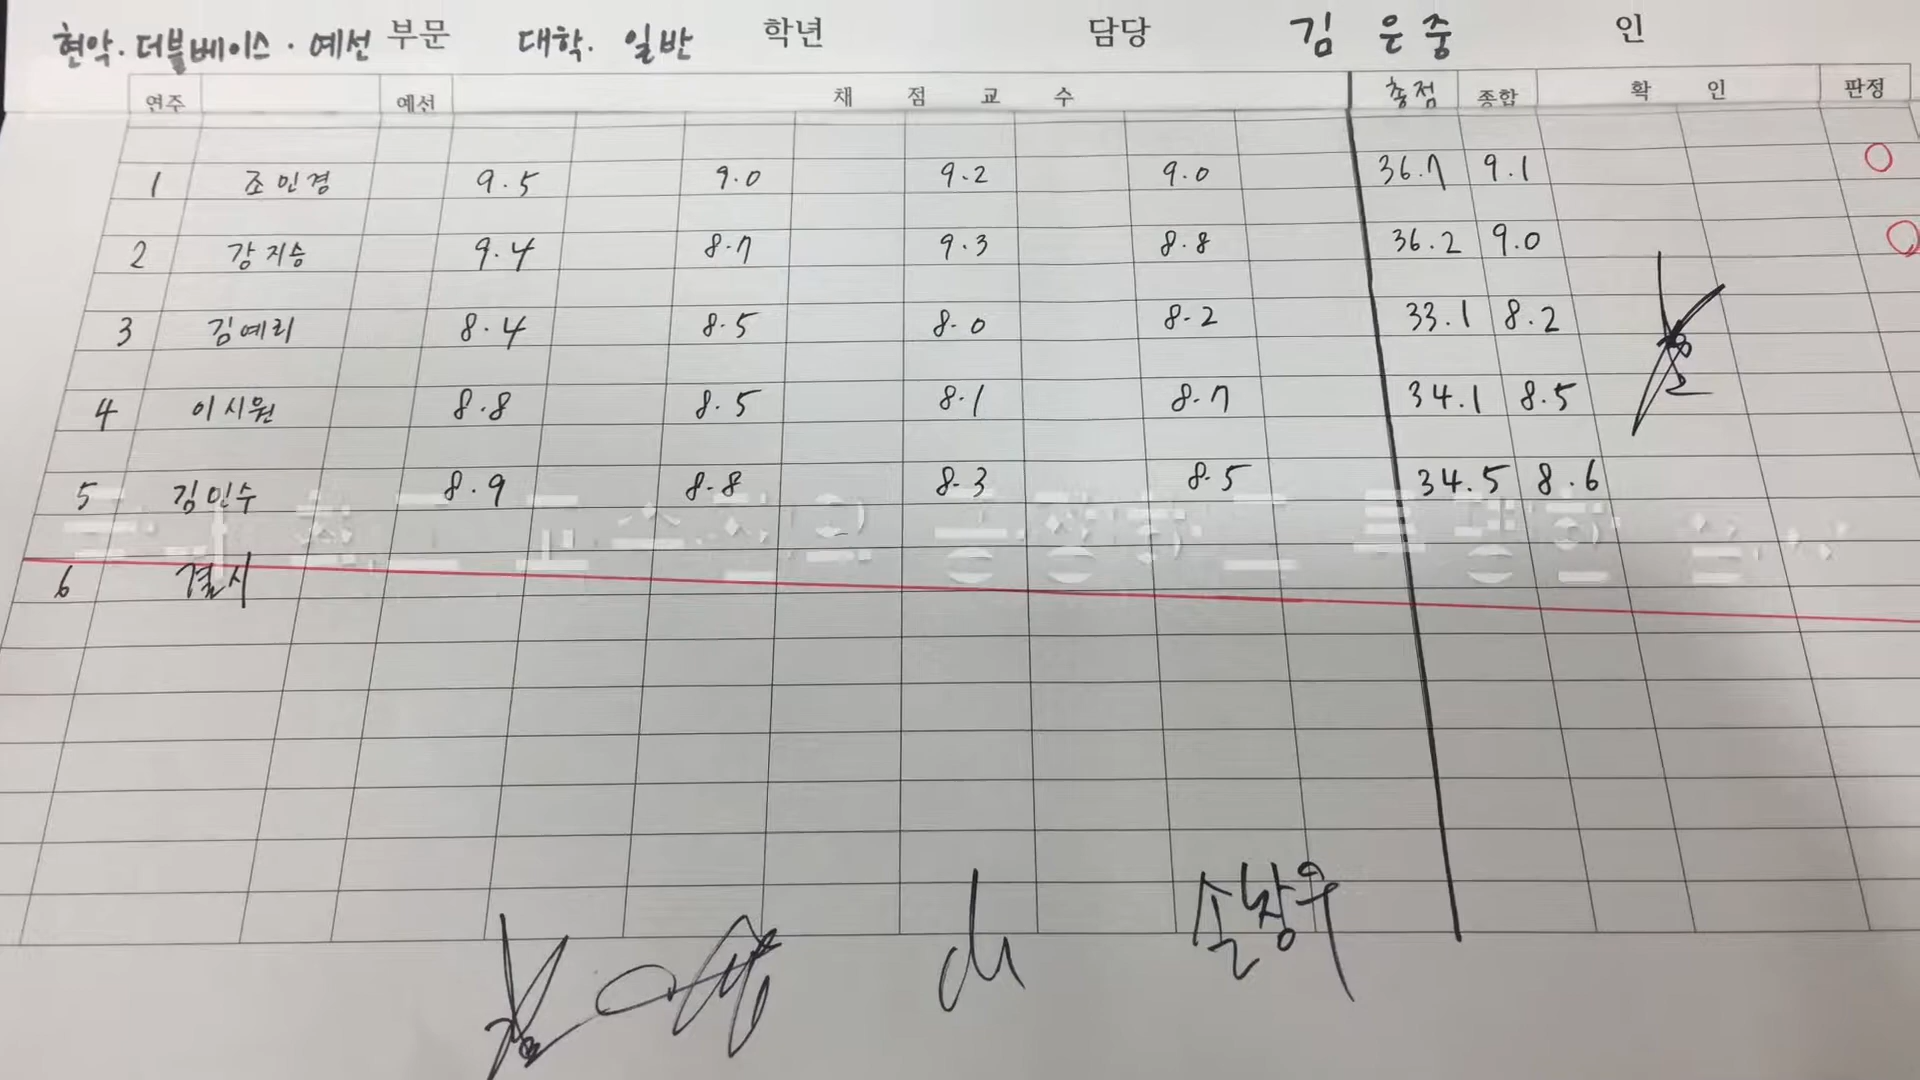 현악. 더블베이스 · 예선 부문 대학. 일반 학년 담당 김 은 중 인
연주 예선 채 점 교 수 총점 종합 확 인 판정
1 조민경 9.5 9.0 9.2 9.0 36.7 9.1
2 강지승 9.4 8.7 9.3 8.8 36.2 9.0
3 김예리 8.4 8.5 8.0 8.2 33.1 8.2
4 이시원 8.8 8.5 8.1 8.7 34.1 8.5
5 김민수 8.9 8.8 8.3 8.5 34.5 8.6
6 결시